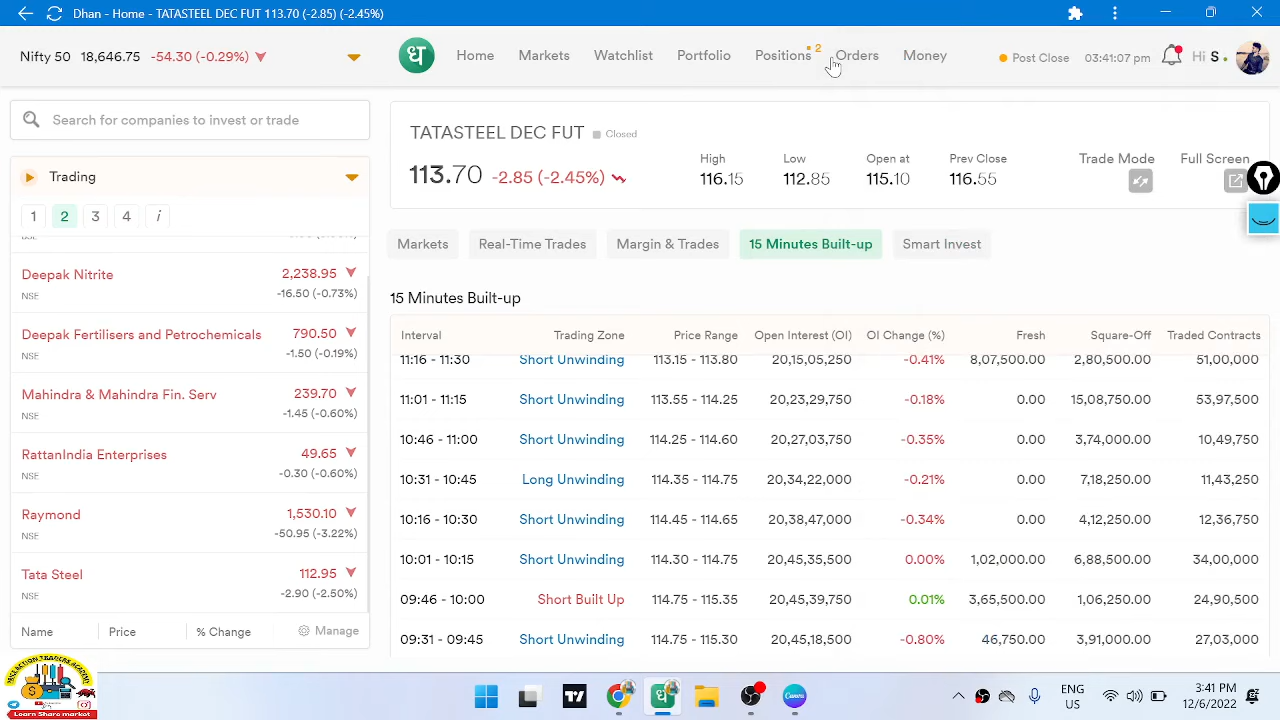 Dhan - Home - TATASTEEL DEC FUT 113.70 (-2.85) (-2.45%)
Nifty 50 18,646.75 -54.30 (-0.29%)
धा Home Markets Watchlist Portfolio Positions 2 Orders Money
Post Close 03:41:07 pm Hi S
Search for companies to invest or trade
Trading
1 2 3 4 i
Deepak Nitrite 2,238.95
NSE -16.50 (-0.73%)
Deepak Fertilisers and Petrochemicals 790.50
NSE -1.50 (-0.19%)
Mahindra & Mahindra Fin. Serv 239.70
NSE -1.45 (-0.60%)
RattanIndia Enterprises 49.65
NSE -0.30 (-0.60%)
Raymond 1,530.10
NSE -50.95 (-3.22%)
Tata Steel 112.95
NSE -2.90 (-2.50%)
Name Price % Change Manage
TATASTEEL DEC FUT Closed
113.70 -2.85 (-2.45%)
High Low Open at Prev Close
116.15 112.85 115.10 116.55
Trade Mode Full Screen
Markets Real-Time Trades Margin & Trades 15 Minutes Built-up Smart Invest
15 Minutes Built-up
Interval Trading Zone Price Range Open Interest (OI) OI Change (%) Fresh Square-Off Traded Contracts
11:16 - 11:30 Short Unwinding 113.15 - 113.80 20,15,05,250 -0.41% 8,07,500.00 2,80,500.00 51,00,000
11:01 - 11:15 Short Unwinding 113.55 - 114.25 20,23,29,750 -0.18% 0.00 15,08,750.00 53,97,500
10:46 - 11:00 Short Unwinding 114.25 - 114.60 20,27,03,750 -0.35% 0.00 3,74,000.00 10,49,750
10:31 - 10:45 Long Unwinding 114.35 - 114.75 20,34,22,000 -0.21% 0.00 7,18,250.00 11,43,250
10:16 - 10:30 Short Unwinding 114.45 - 114.65 20,38,47,000 -0.34% 0.00 4,12,250.00 12,36,750
10:01 - 10:15 Short Unwinding 114.30 - 114.75 20,45,35,500 0.00% 1,02,000.00 6,88,500.00 34,00,000
09:46 - 10:00 Short Built Up 114.75 - 115.35 20,45,39,750 0.01% 3,65,500.00 1,06,250.00 24,90,500
09:31 - 09:45 Short Unwinding 114.75 - 115.30 20,45,18,500 -0.80% 46,750.00 3,91,000.00 27,03,000
Learn Share market
ENG
US
3:41 PM
12/6/2022